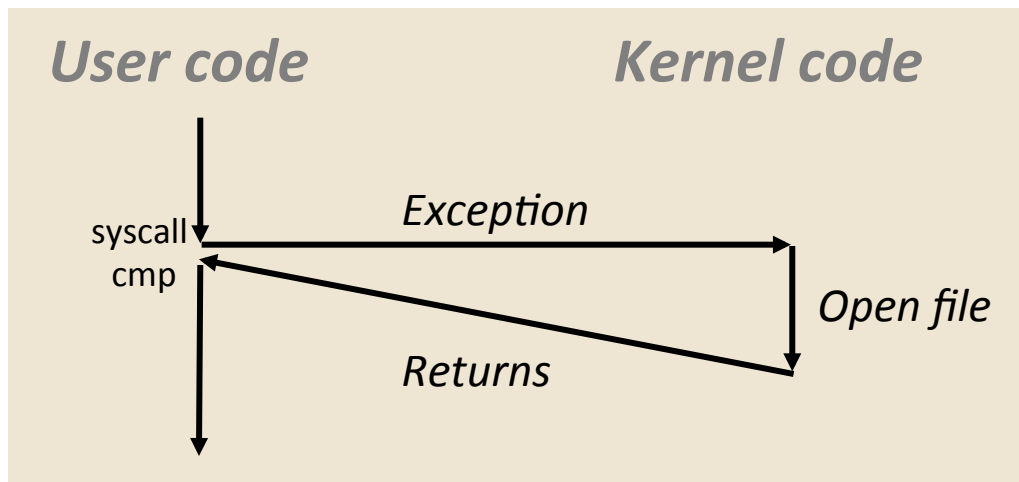 User code
Kernel code
Exception
syscall
cmp
Open file
Returns